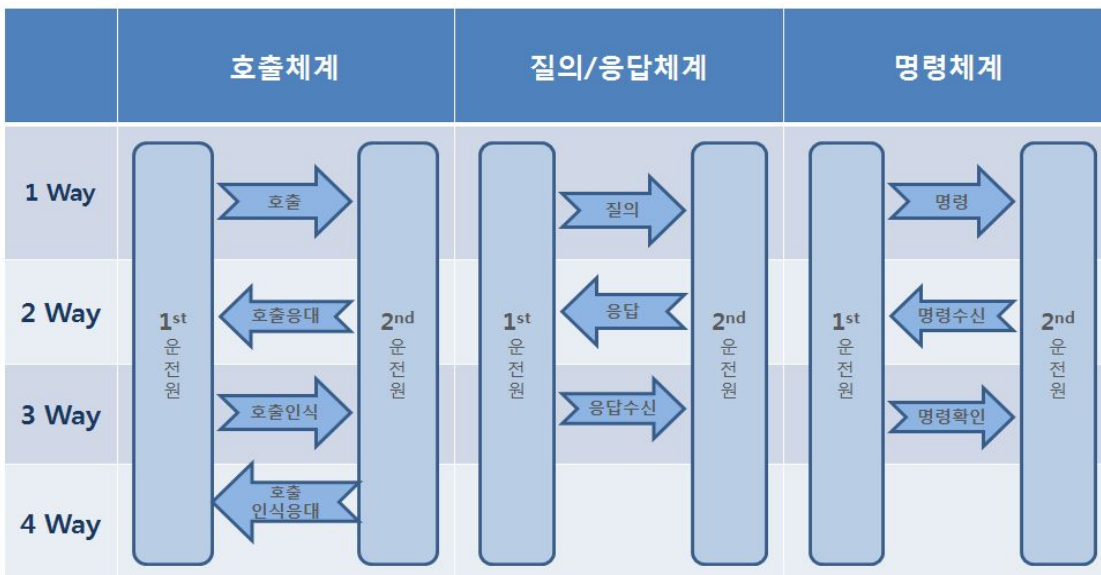 호출체계
질의/응답체계
명령체계
1 Way
호출
질의
명령
2 Way
1st
운
전
원
호출응대
2nd
운
전
원
1st
운
전
원
응답
2nd
운
전
원
1st
운
전
원
명령수신
2nd
운
전
원
3 Way
호출인식
응답수신
명령확인
4 Way
호출
인식응대